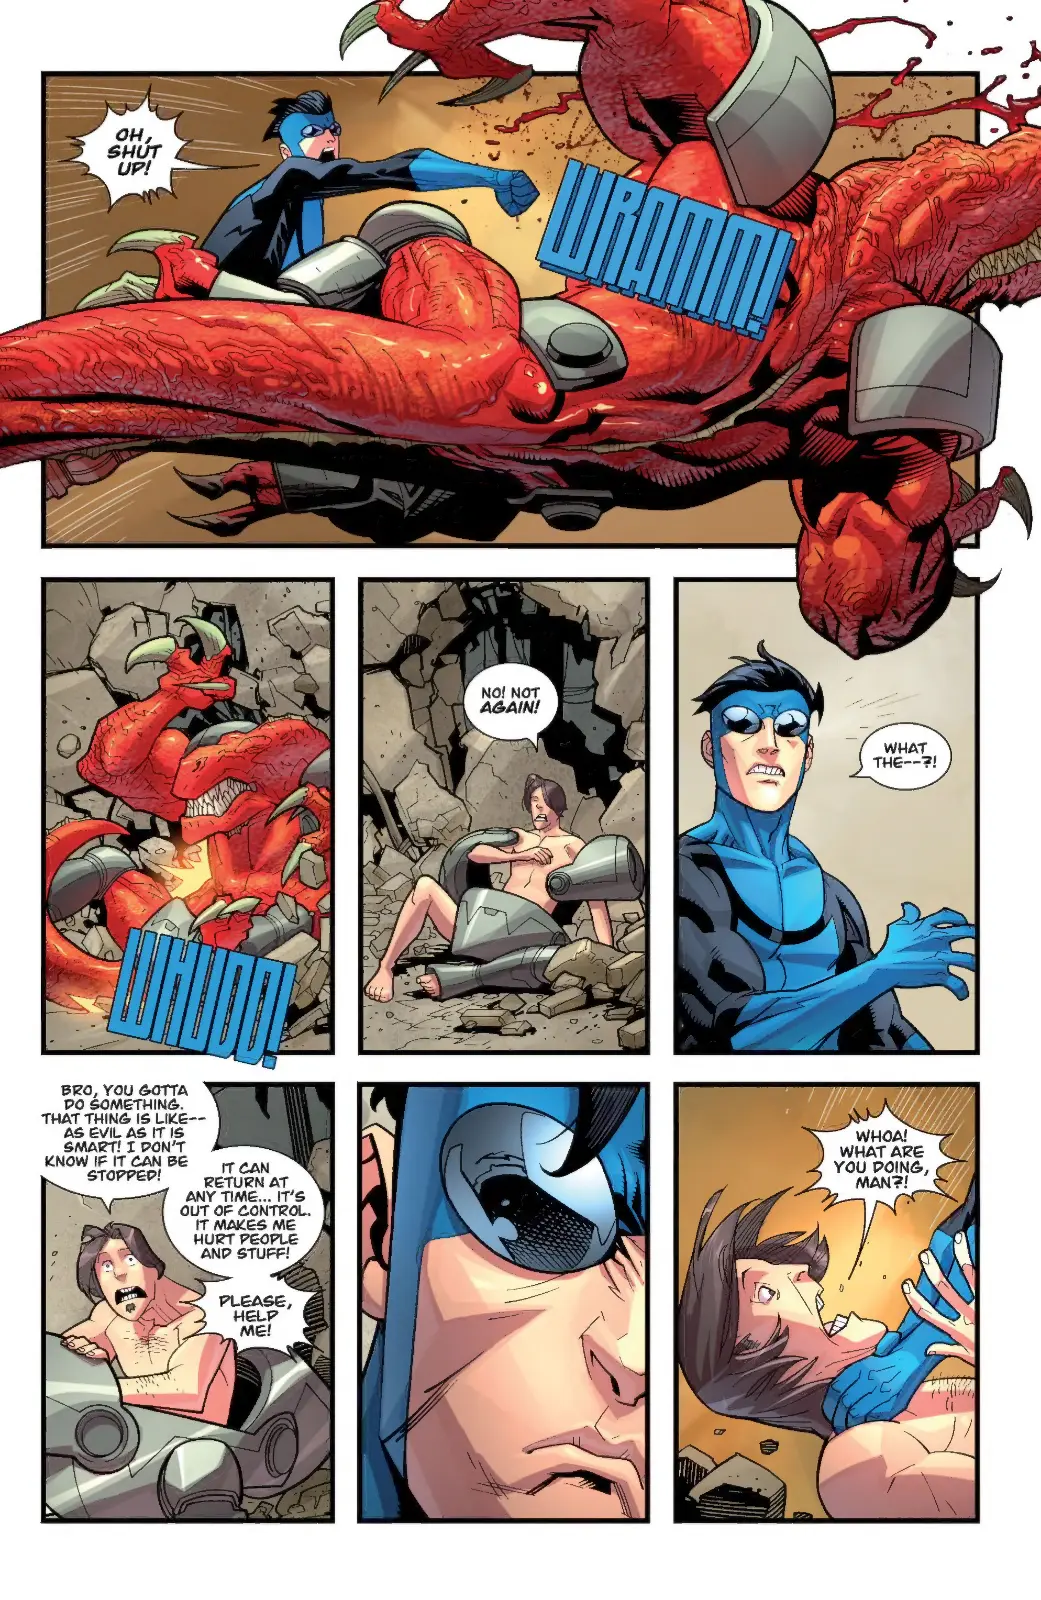 OH,
SHUT
UP!
WRAMM!
WHUDD!
NO! NOT
AGAIN!
WHAT
THE--?!
BRO, YOU GOTTA
DO SOMETHING.
THAT THING IS LIKE--
AS EVIL AS IT IS
SMART! I DON'T
KNOW IF IT CAN BE
STOPPED!
IT CAN
RETURN AT
ANY TIME... IT'S
OUT OF CONTROL.
IT MAKES ME
HURT PEOPLE
AND STUFF!
PLEASE,
HELP
ME!
WHOA!
WHAT ARE
YOU DOING,
MAN?!